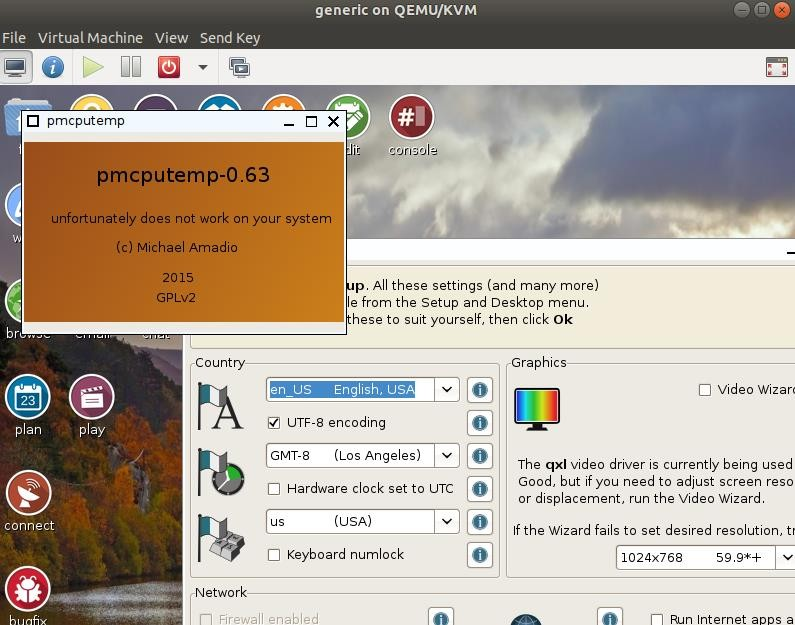 generic on QEMU/KVM
File Virtual Machine View Send Key
pmcputemp
pmcputemp-0.63
unfortunately does not work on your system
(c) Michael Amadio
2015
GPLv2
console
up. All these settings (and many more)
le from the Setup and Desktop menu.
these to suit yourself, then click Ok
browse email chat
plan
play
connect
bugfix
Country
en_US English, USA
UTF-8 encoding
GMT-8 (Los Angeles)
Hardware clock set to UTC
us (USA)
Keyboard numlock
Graphics
Video Wizard
The qxl video driver is currently being used
Good, but if you need to adjust screen reso
or displacement, run the Video Wizard.
If the Wizard fails to set desired resolution, tr
1024x768 59.9*+
Network
Firewall enabled
Run Internet apps a
23